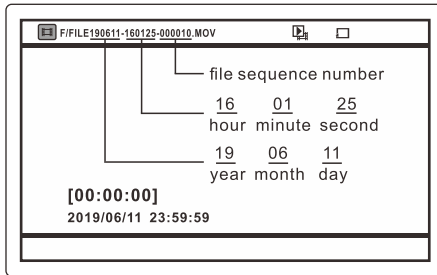 F/FILE190611-160125-000010.MOV
file sequence number
16 01 25
hour minute second
19 06 11
year month day
[00:00:00]
2019/06/11 23:59:59